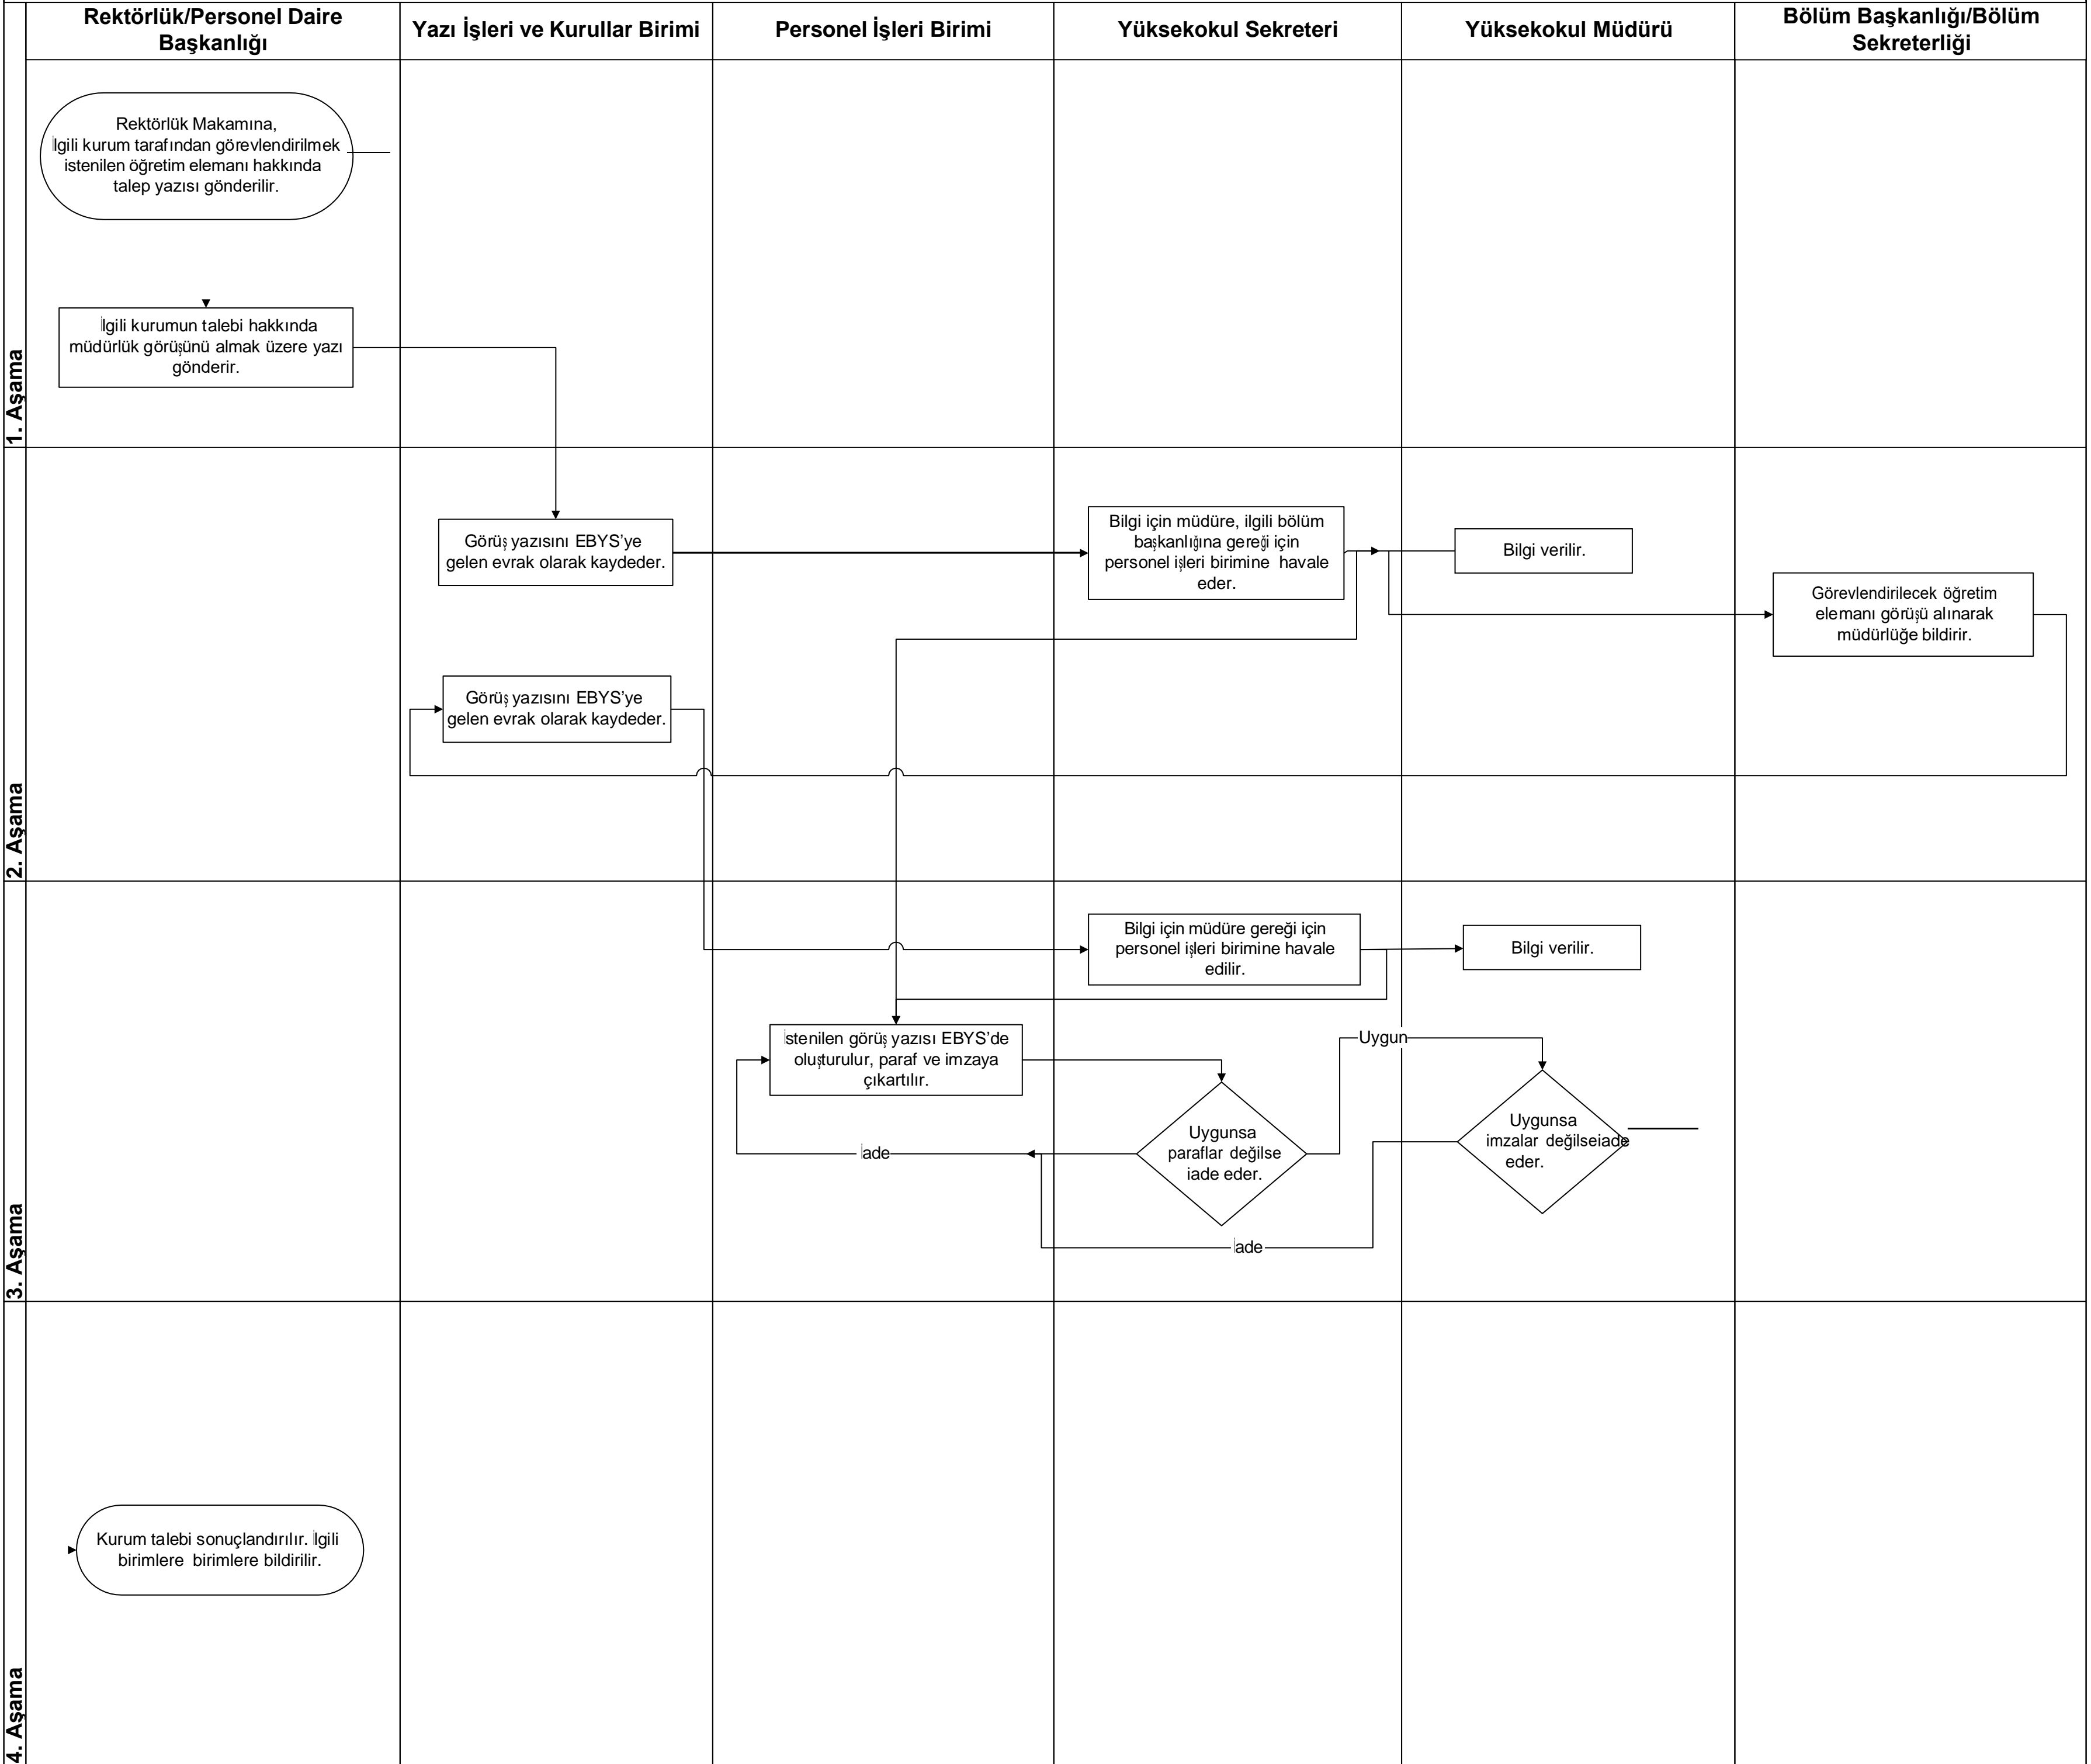 Rektörlük/Personel Daire
Başkanlığı
Yazı İşleri ve Kurullar Birimi
Personel İşleri Birimi
Yüksekokul Sekreteri
Yüksekokul Müdürü
Bölüm Başkanlığı/Bölüm
Sekreterliği
1. Aşama
Rektörlük Makamına,
İlgili kurum tarafından görevlendirilmek
istenilen öğretim elemanı hakkında
talep yazısı gönderilir.
İlgili kurumun talebi hakkında
müdürlük görüşünü almak üzere yazı
gönderir.
2. Aşama
Görüş yazısını EBYS’ye
gelen evrak olarak kaydeder.
Bilgi için müdüre, ilgili bölüm
başkanlığına gereği için
personel işleri birimine havale
eder.
Bilgi verilir.
Görevlendirilecek öğretim
elemanı görüşü alınarak
müdürlüğe bildirir.
Görüş yazısını EBYS’ye
gelen evrak olarak kaydeder.
3. Aşama
Bilgi için müdüre gereği için
personel işleri birimine havale
edilir.
Bilgi verilir.
İstenilen görüş yazısı EBYS’de
oluşturulur, paraf ve imzaya
çıkartılır.
Uygun
Uygunsa
paraflar değilse
iade eder.
Uygunsa
imzalar değilseiade
eder.
İade
İade
4. Aşama
Kurum talebi sonuçlandırılır. İlgili
birimlere birimlere bildirilir.